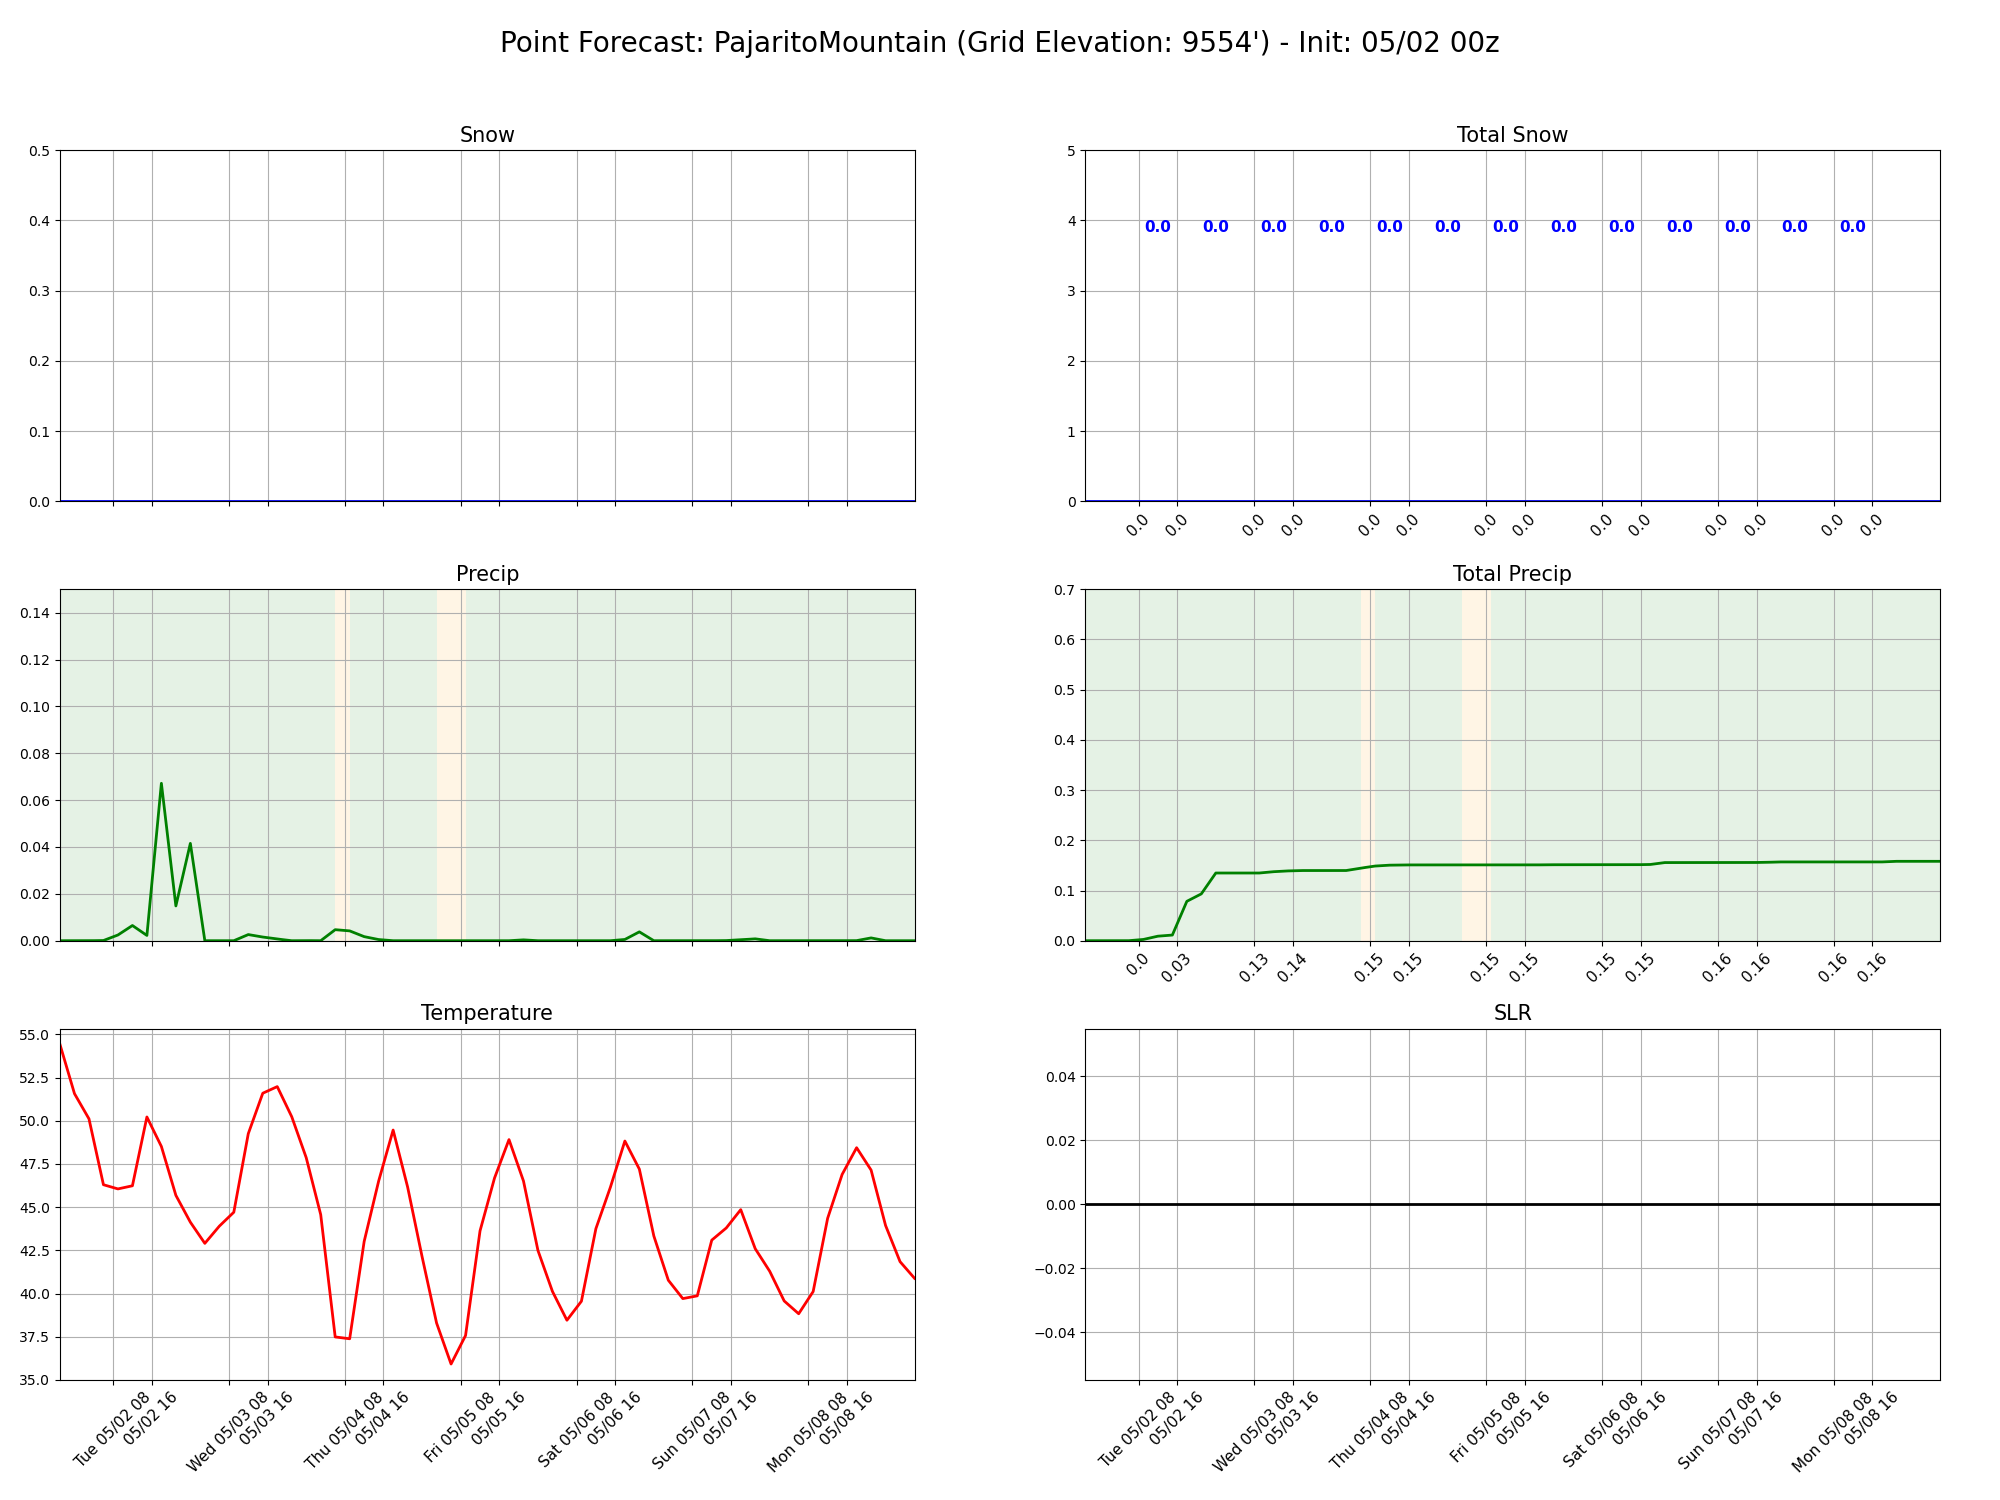 Point Forecast: PajaritoMountain (Grid Elevation: 9554') - Init: 05/02 00z
Snow
0.5
0.4
0.3
0.2
0.1
0.0
Total Snow
5
4
3
2
1
0
0.0 0.0 0.0 0.0 0.0 0.0 0.0 0.0 0.0 0.0 0.0 0.0 0.0
0.0 0.0 0.0 0.0 0.0 0.0 0.0 0.0 0.0 0.0 0.0 0.0 0.0 0.0
Precip
0.14
0.12
0.10
0.08
0.06
0.04
0.02
0.00
Total Precip
0.7
0.6
0.5
0.4
0.3
0.2
0.1
0.0
0.0 0.03 0.13 0.14 0.15 0.15 0.15 0.15 0.15 0.15 0.16 0.16 0.16 0.16
Temperature
55.0
52.5
50.0
47.5
45.0
42.5
40.0
37.5
35.0
Tue 05/02 08
05/02 16
Wed 05/03 08
05/03 16
Thu 05/04 08
05/04 16
Fri 05/05 08
05/05 16
Sat 05/06 08
05/06 16
Sun 05/07 08
05/07 16
Mon 05/08 08
05/08 16
SLR
0.04
0.02
0.00
−0.02
−0.04
Tue 05/02 08
05/02 16
Wed 05/03 08
05/03 16
Thu 05/04 08
05/04 16
Fri 05/05 08
05/05 16
Sat 05/06 08
05/06 16
Sun 05/07 08
05/07 16
Mon 05/08 08
05/08 16